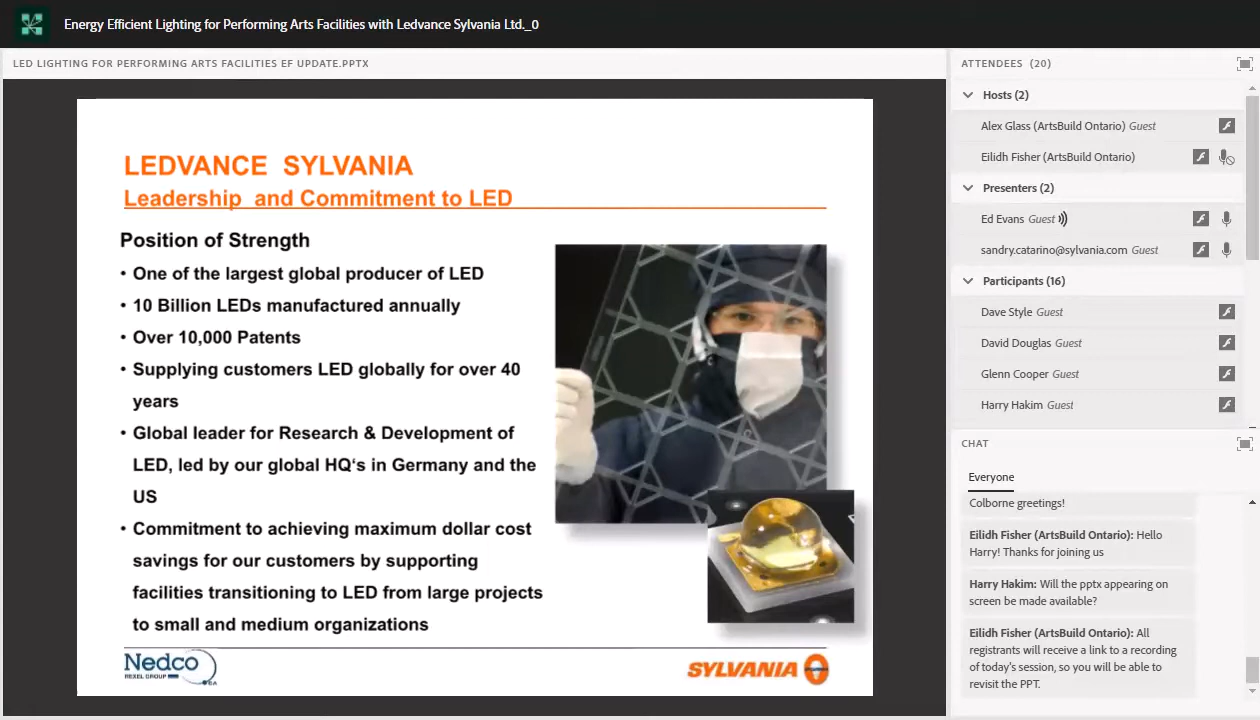 Energy Efficient Lighting for Performing Arts Facilities with Ledvance Sylvania Ltd._0
LED LIGHTING FOR PERFORMING ARTS FACILITIES EF UPDATE.PPTX
LEDVANCE SYLVANIA
Leadership and Commitment to LED
Position of Strength
• One of the largest global producer of LED
• 10 Billion LEDs manufactured annually
• Over 10,000 Patents
• Supplying customers LED globally for over 40
years
• Global leader for Research & Development of
LED, led by our global HQ‘s in Germany and the
US
• Commitment to achieving maximum dollar cost
savings for our customers by supporting
facilities transitioning to LED from large projects
to small and medium organizations
Nedco
REXEL GROUP
SYLVANIA
ATTENDEES (20)
Hosts (2)
Alex Glass (ArtsBuild Ontario) Guest
Eilidh Fisher (ArtsBuild Ontario)
Presenters (2)
Ed Evans Guest
sandry.catarino@sylvania.com Guest
Participants (16)
Dave Style Guest
David Douglas Guest
Glenn Cooper Guest
Harry Hakim Guest
CHAT
Everyone
Colborne greetings!
Eilidh Fisher (ArtsBuild Ontario): Hello
Harry! Thanks for joining us
Harry Hakim: Will the pptx appearing on
screen be made available?
Eilidh Fisher (ArtsBuild Ontario): All
registrants will receive a link to a recording
of today's session, so you will be able to
revisit the PPT.